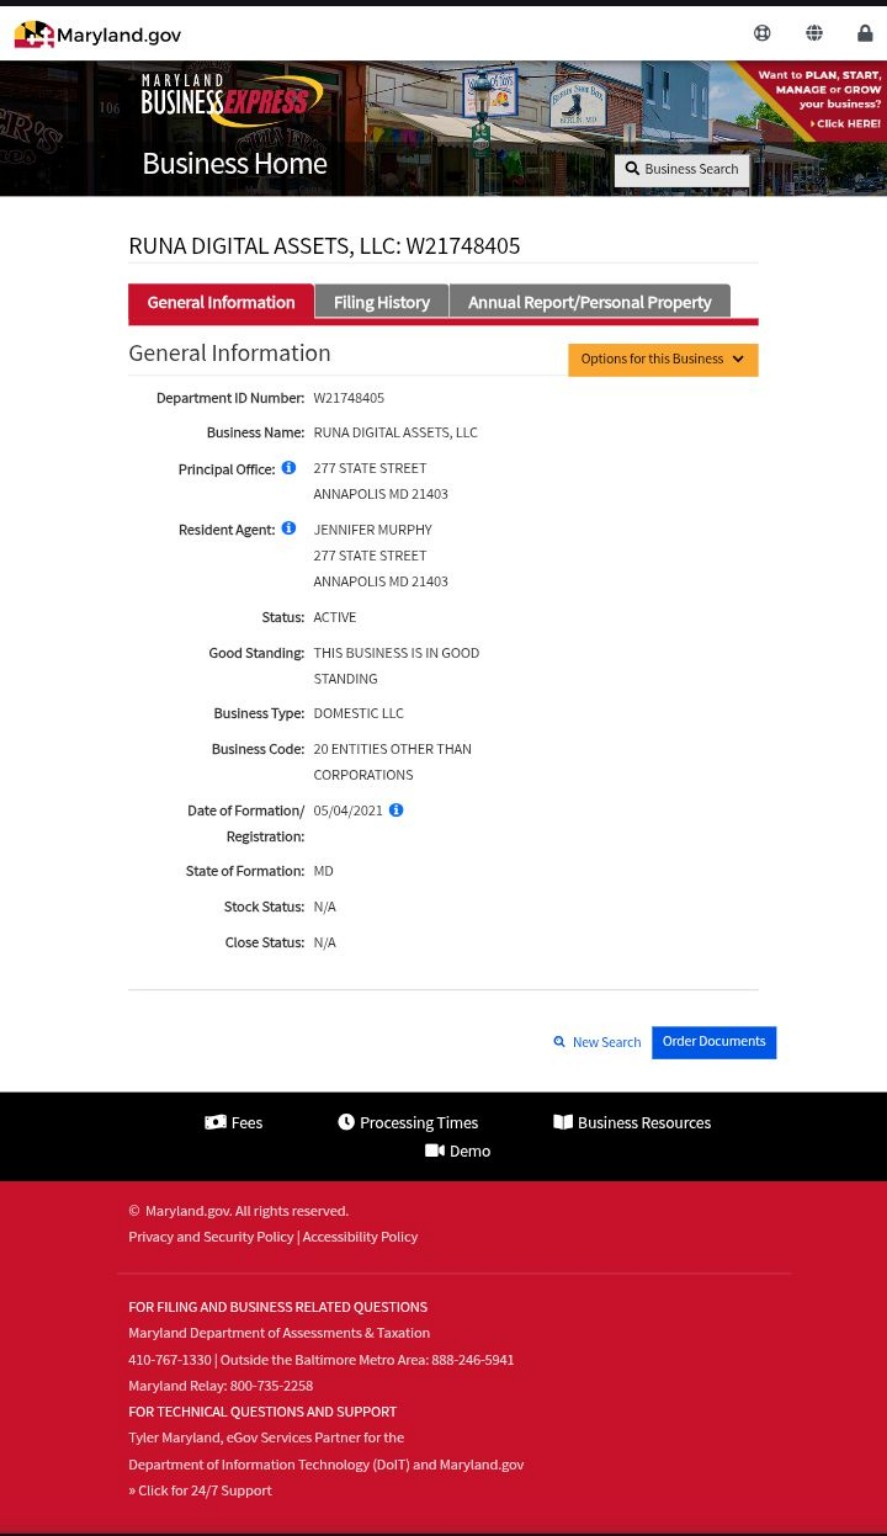 Maryland.gov
MARYLAND
BUSINESS EXPRESS
106
Want to PLAN, START,
MANAGE or GROW
your business?
Click HERE!
Business Home
Business Search
RUNA DIGITAL ASSETS, LLC: W21748405
General Information
Filing History
Annual Report/Personal Property
General Information
Options for this Business
Department ID Number: W21748405
Business Name: RUNA DIGITAL ASSETS, LLC
Principal Office: 277 STATE STREET
ANNAPOLIS MD 21403
Resident Agent: JENNIFER MURPHY
277 STATE STREET
ANNAPOLIS MD 21403
Status: ACTIVE
Good Standing: THIS BUSINESS IS IN GOOD
STANDING
Business Type: DOMESTIC LLC
Business Code: 20 ENTITIES OTHER THAN
CORPORATIONS
Date of Formation/ 05/04/2021
Registration:
State of Formation: MD
Stock Status: N/A
Close Status: N/A
New Search
Order Documents
Fees
Processing Times
Business Resources
Demo
© Maryland.gov. All rights reserved.
Privacy and Security Policy | Accessibility Policy
FOR FILING AND BUSINESS RELATED QUESTIONS
Maryland Department of Assessments & Taxation
410-767-1330 | Outside the Baltimore Metro Area: 888-246-5941
Maryland Relay: 800-735-2258
FOR TECHNICAL QUESTIONS AND SUPPORT
Tyler Maryland, eGov Services Partner for the
Department of Information Technology (DoIT) and Maryland.gov
» Click for 24/7 Support